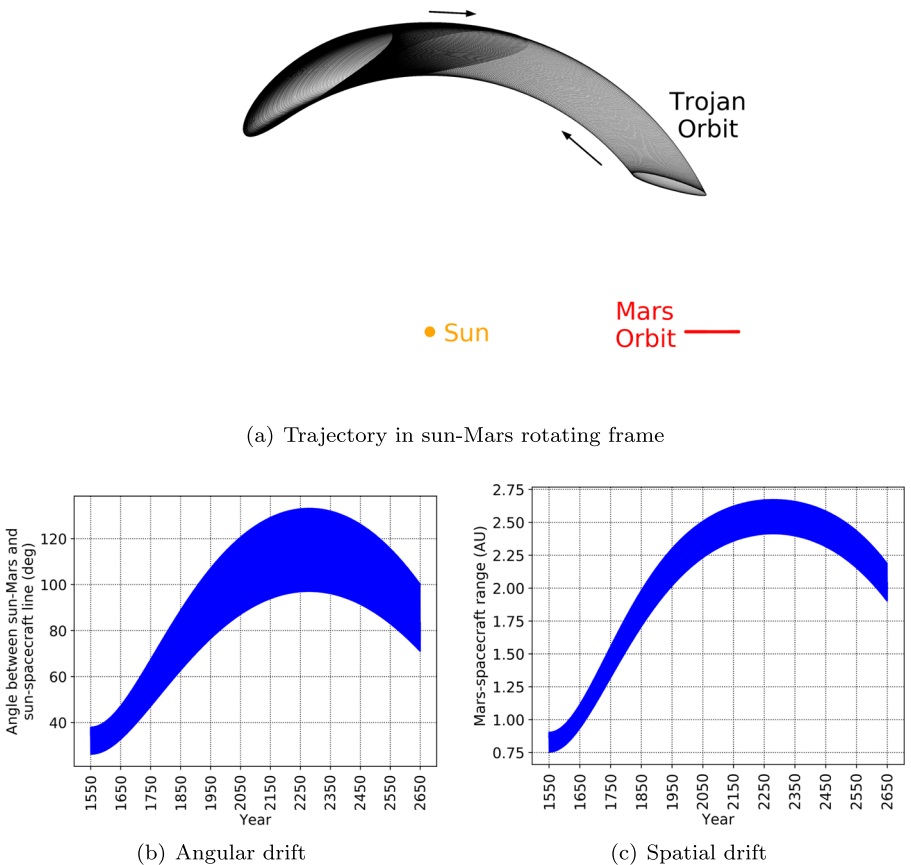 Trojan
Orbit
Mars
Orbit
Sun
(a) Trajectory in sun-Mars rotating frame
Angle between sun-Mars and
sun-spacecraft line (deg)
120
100
80
60
40
1550
1650
1750
1850
1950
2050
2150
2250
2350
2450
2550
2650
Year
(b) Angular drift
Mars-spacecraft range (AU)
2.75
2.50
2.25
2.00
1.75
1.50
1.25
1.00
0.75
1550
1650
1750
1850
1950
2050
2150
2250
2350
2450
2550
2650
Year
(c) Spatial drift